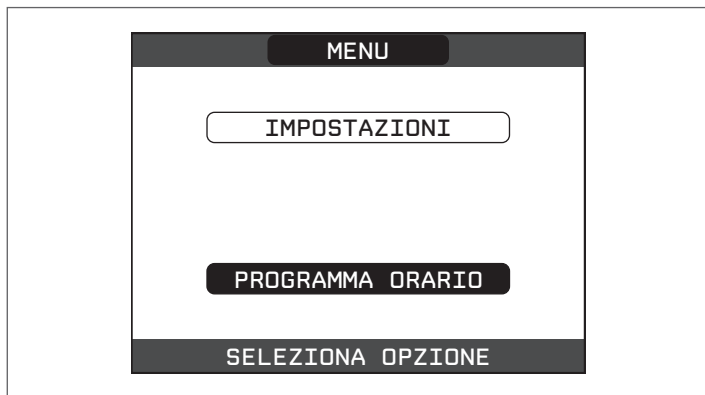 MENU
IMPOSTAZIONI
PROGRAMMA ORARIO
SELEZIONA OPZIONE